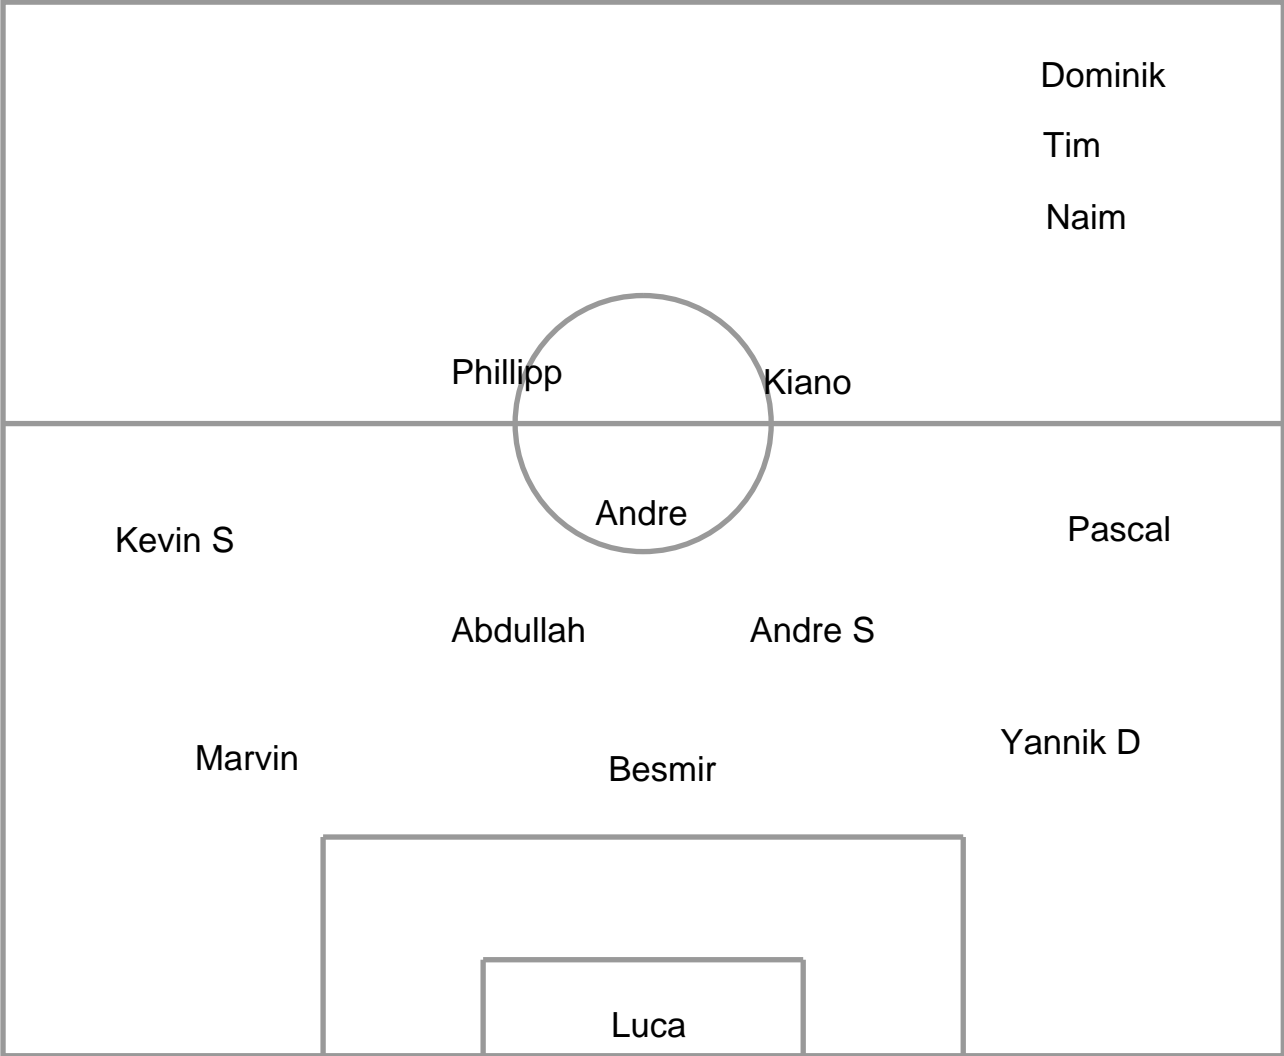 Dominik
Tim
Naim
Phillipp
Kiano
Andre
Kevin S
Pascal
Abdullah
Andre S
Marvin
Besmir
Yannik D
Luca